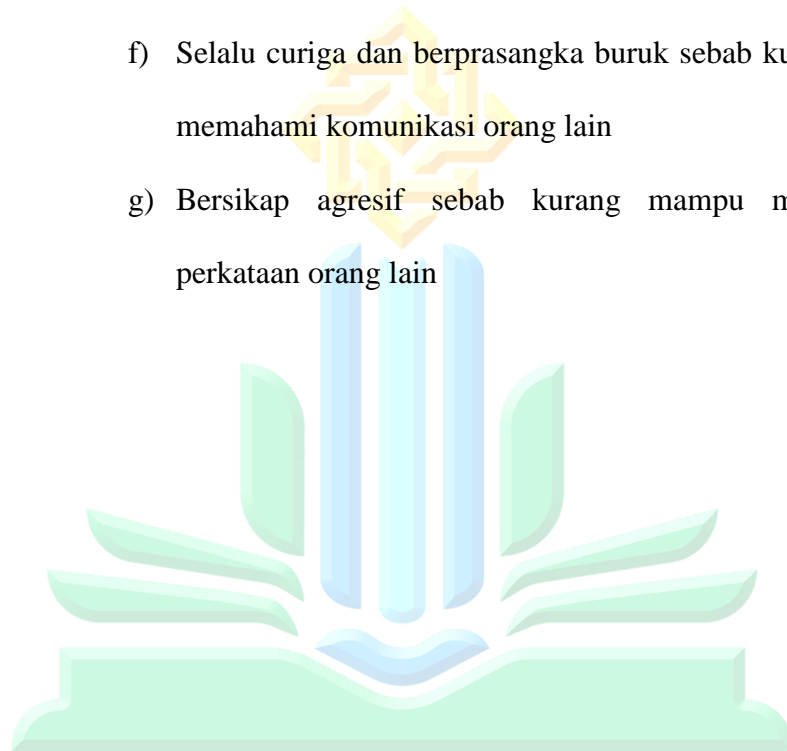 f) Selalu curiga dan berprasangka buruk sebab
memahami komunikasi orang lain
g) Bersikap agresif sebab kurang mampu
perkataan orang lain